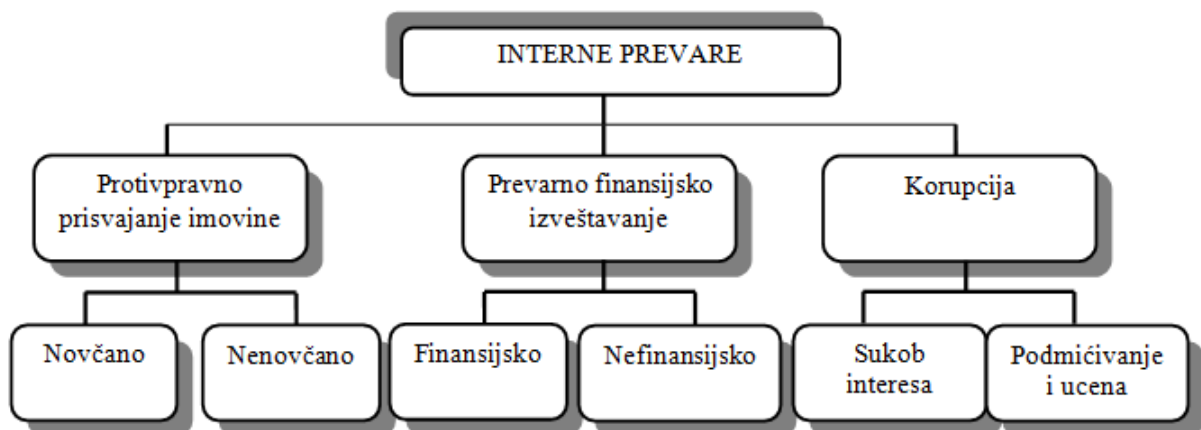 INTERNE PREVARE
Protivpravno
prisvajanje imovine
Prevarno finansijsko
izveštavanje
Korupcija
Novčano
Nenovčano
Finansijsko
Nefinansijsko
Sukob
interesa
Podmićivanje
i ucena